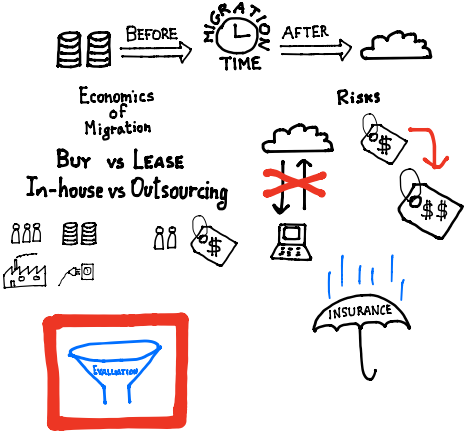 BEFORE
MIGRATION
TIME
AFTER
Economics
of
Migration
BUY vs LEASE
In-house vs Outsourcing
$
RISKS
$
$$
INSURANCE
EVALUATION